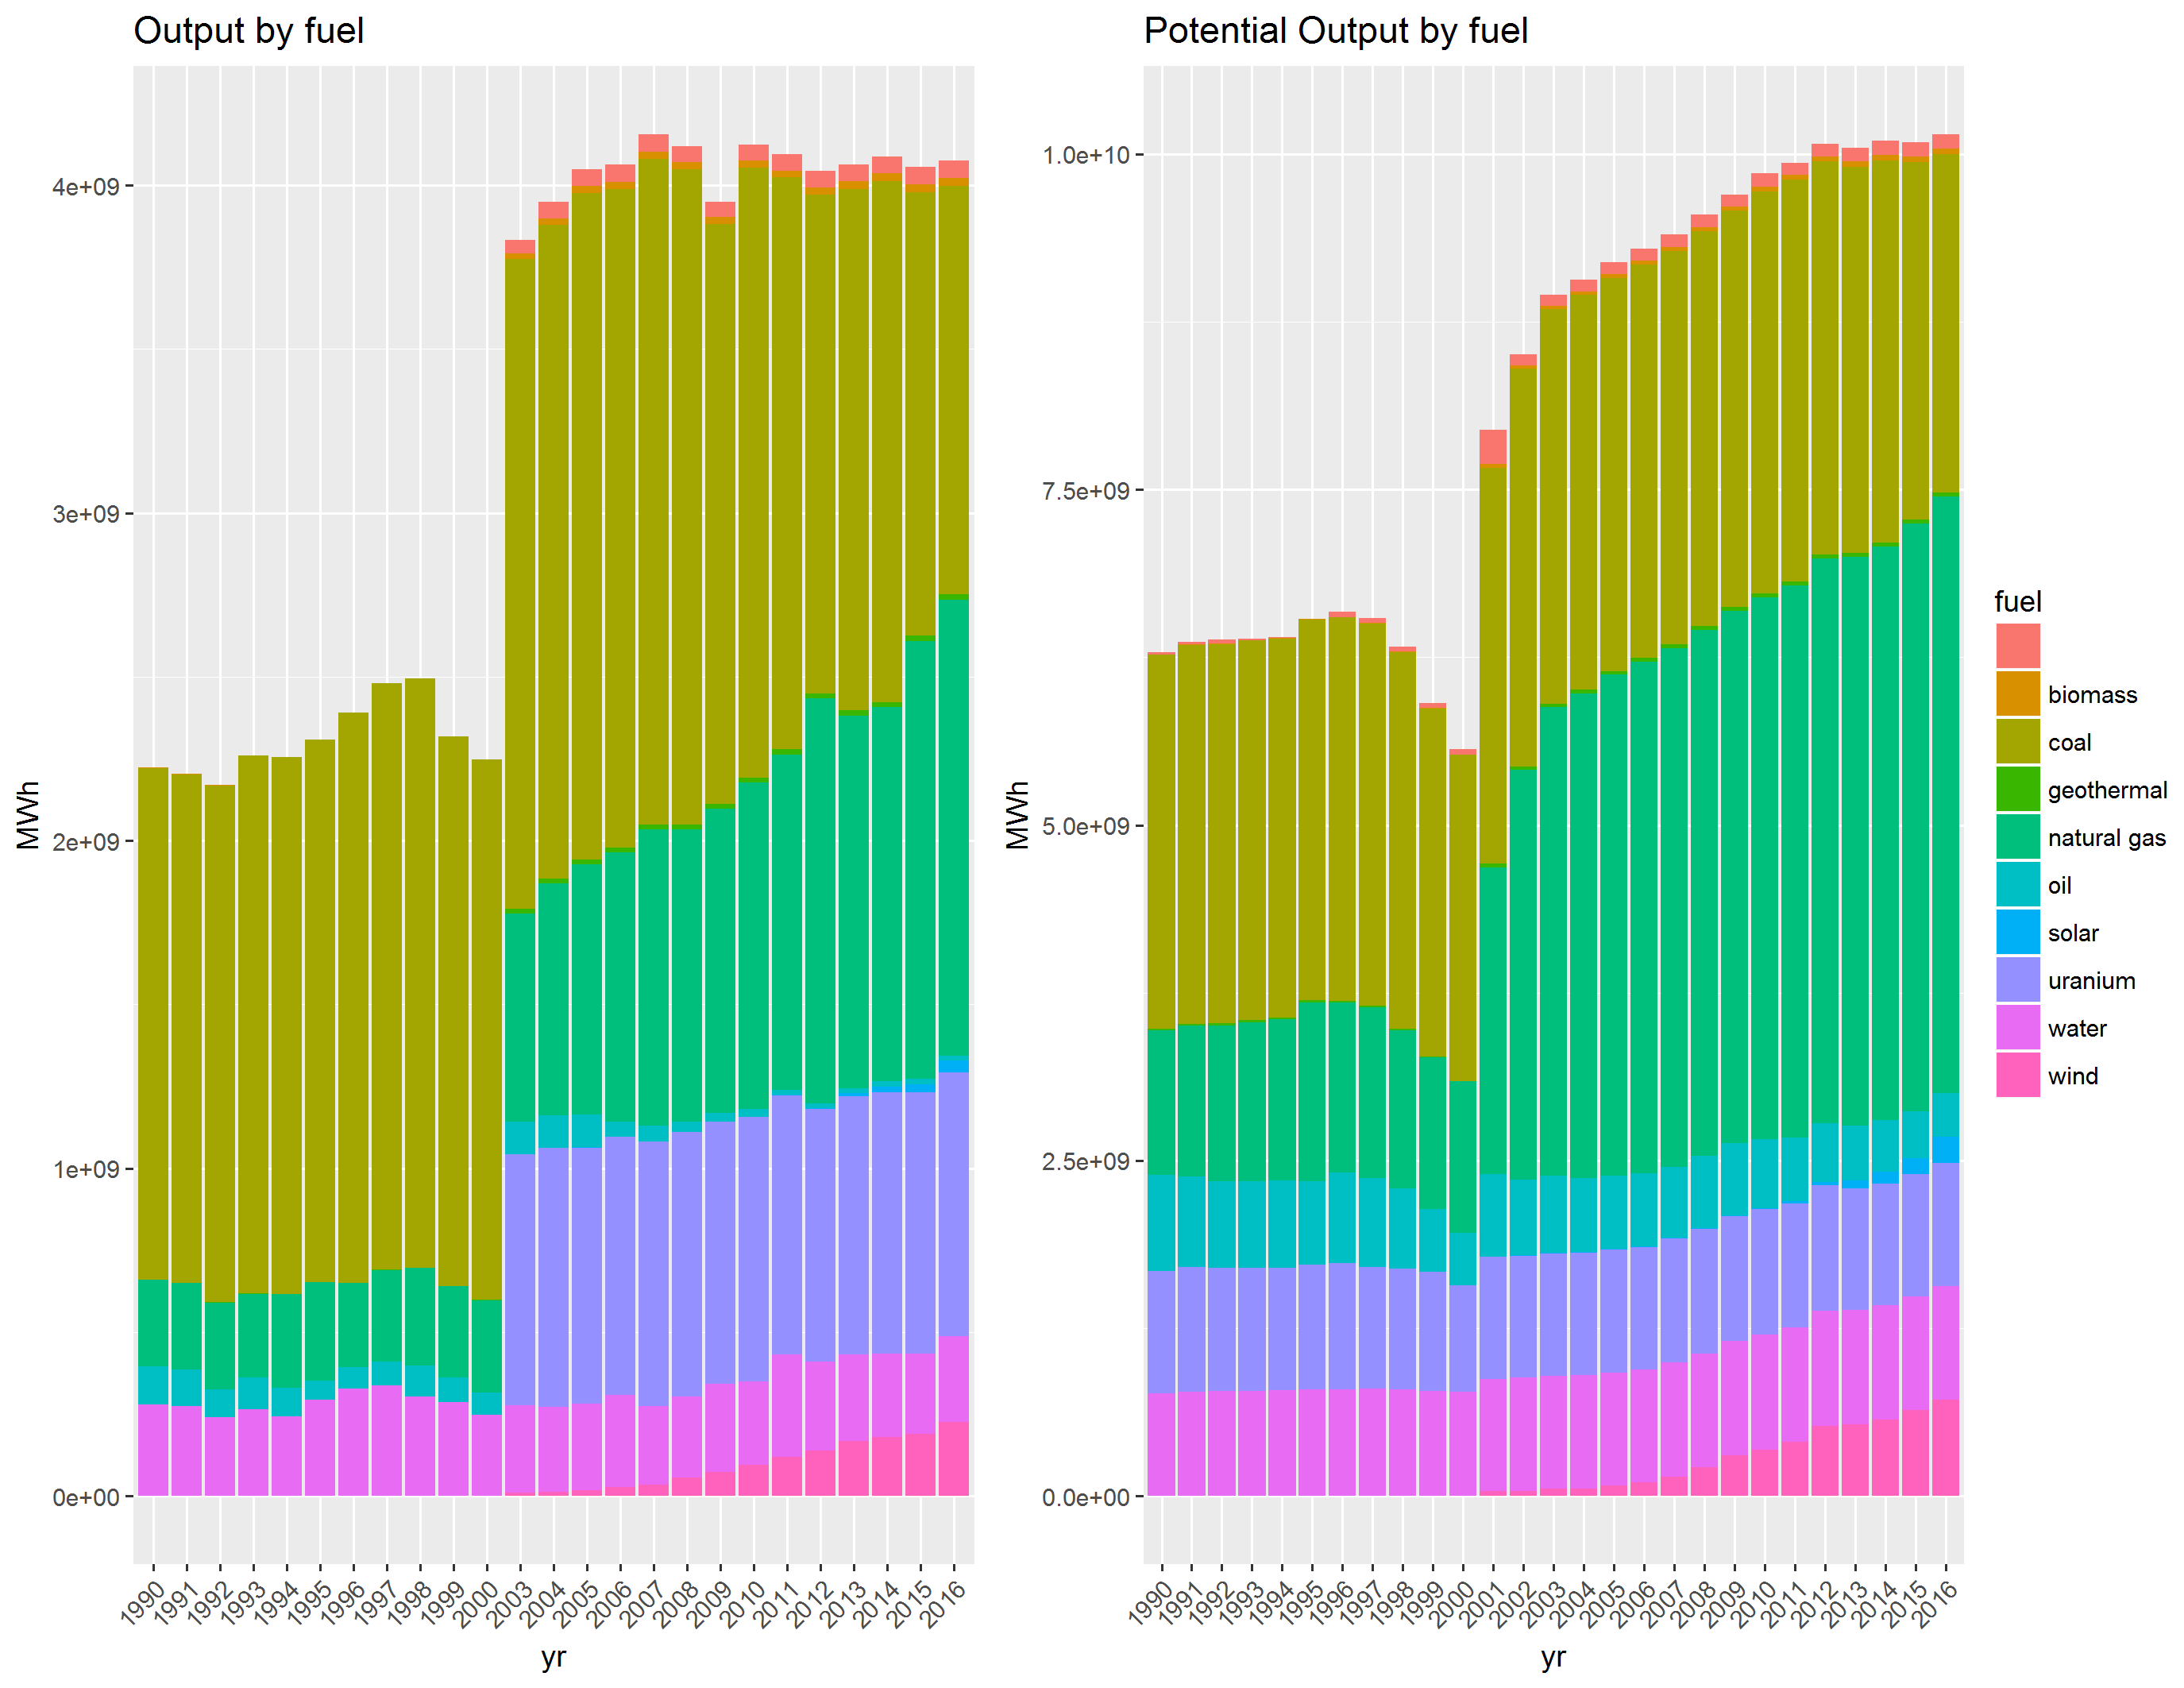 Output by fuel
4e+09
3e+09
2e+09
1e+09
0e+00
MWh
1990 1991 1992 1993 1994 1995 1996 1997 1998 1999 2000 2003 2004 2005 2006 2007 2008 2009 2010 2011 2012 2013 2014 2015 2016
yr
Potential Output by fuel
1.0e+10
7.5e+09
5.0e+09
2.5e+09
0.0e+00
MWh
1990 1991 1992 1993 1994 1995 1996 1997 1998 1999 2000 2001 2002 2003 2004 2005 2006 2007 2008 2009 2010 2011 2012 2013 2014 2015 2016
yr
fuel
biomass
coal
geothermal
natural gas
oil
solar
uranium
water
wind